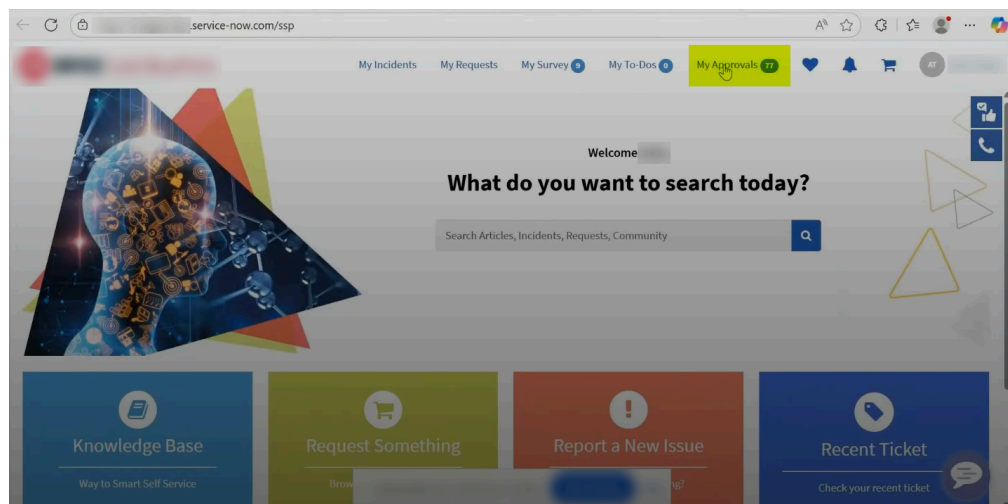 .service-now.com/ssp
My Incidents My Requests My Survey 9 My To-Dos 0 My Approvals 77 AT
Welcome
What do you want to search today?
Search Articles, Incidents, Requests, Community
Knowledge Base Request Something Report a New Issue Recent Ticket
Way to Smart Self Service Check your recent ticket